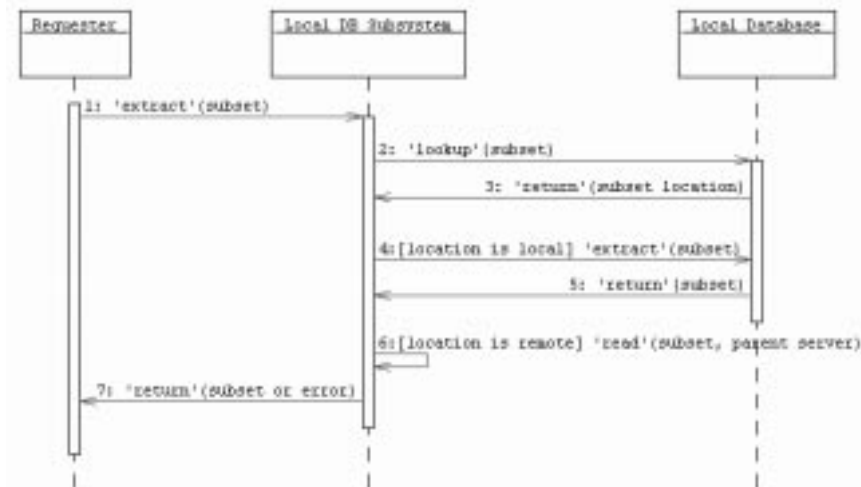 Requester
Local DB Subsystem
Local Database
1: 'extract'(subset)
2: 'lookup'(subset)
3: 'return'(subset location)
4:[location is local] 'extract'(subset)
5: 'return'(subset)
6:[location is remote] 'read'(subset, parent server)
7: 'return'(subset or error)